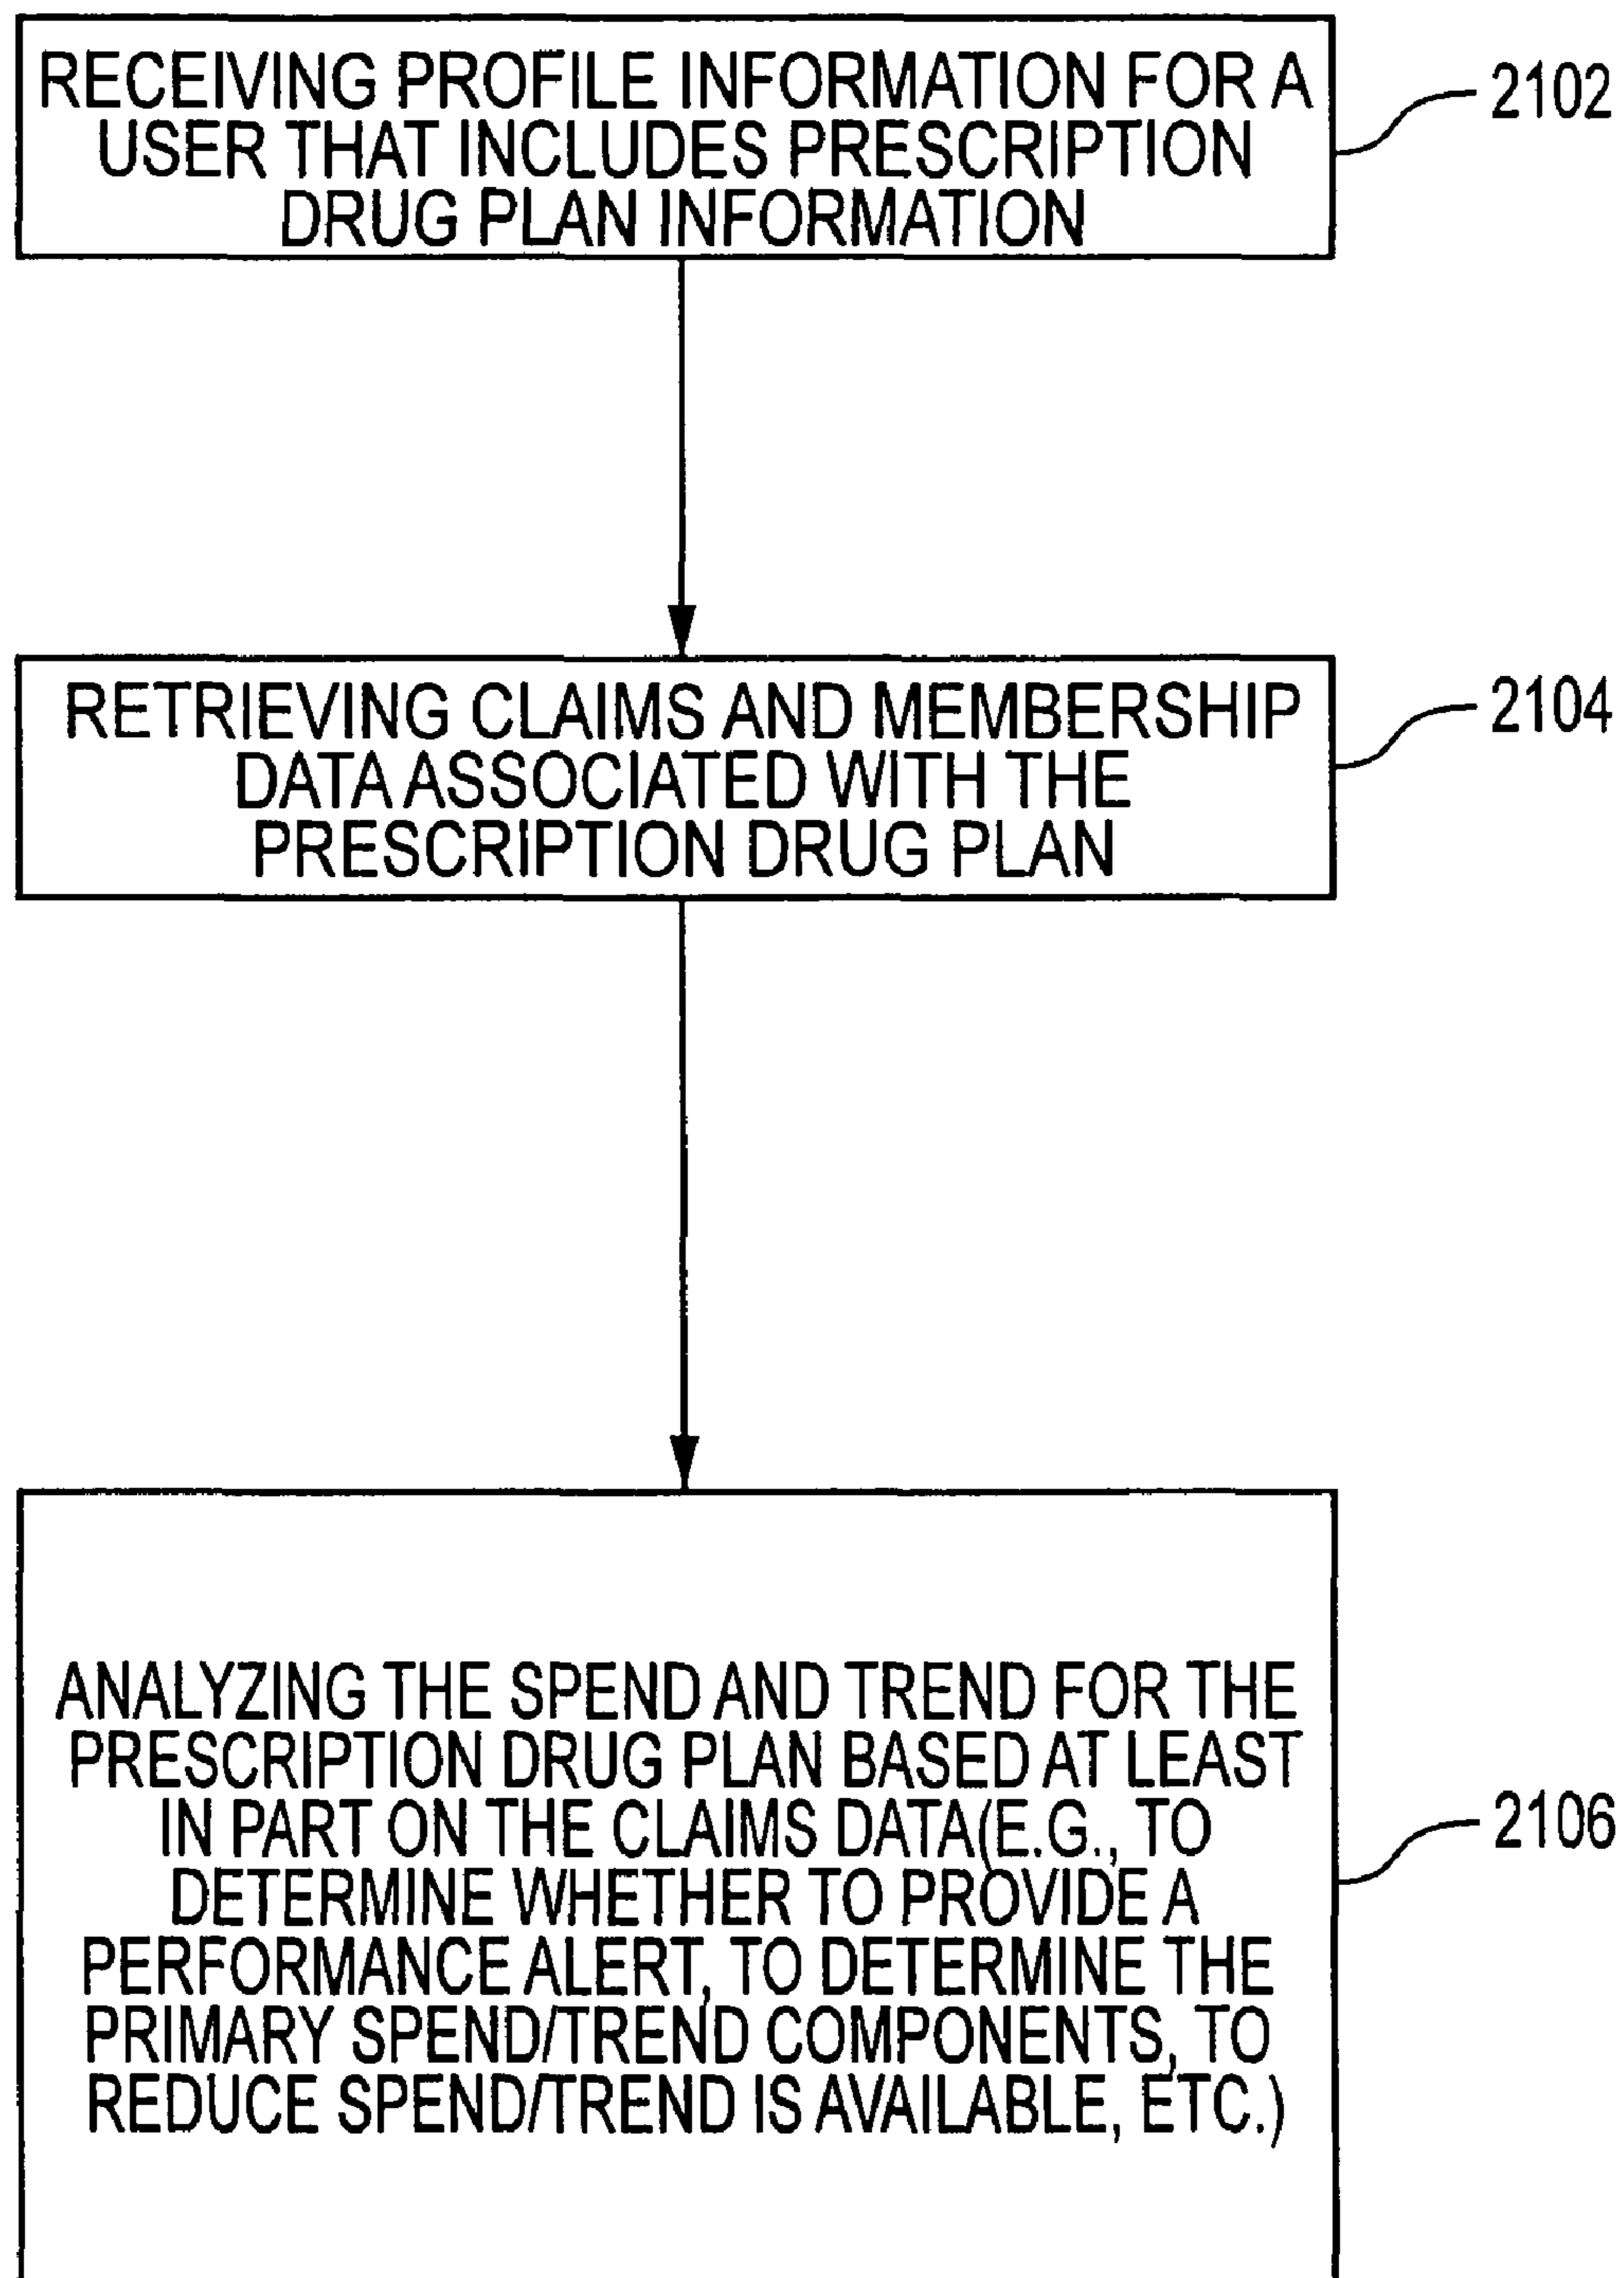 RECEIVING PROFILE INFORMATION FOR A
USER THAT INCLUDES PRESCRIPTION
DRUG PLAN INFORMATION
2102
RETRIEVING CLAIMS AND MEMBERSHIP
DATA ASSOCIATED WITH THE
PRESCRIPTION DRUG PLAN
2104
ANALYZING THE SPEND AND TREND FOR THE
PRESCRIPTION DRUG PLAN BASED AT LEAST
IN PART ON THE CLAIMS DATA(E.G., TO
DETERMINE WHETHER TO PROVIDE A
PERFORMANCE ALERT, TO DETERMINE THE
PRIMARY SPEND/TREND COMPONENTS, TO
REDUCE SPEND/TREND IS AVAILABLE, ETC.)
2106